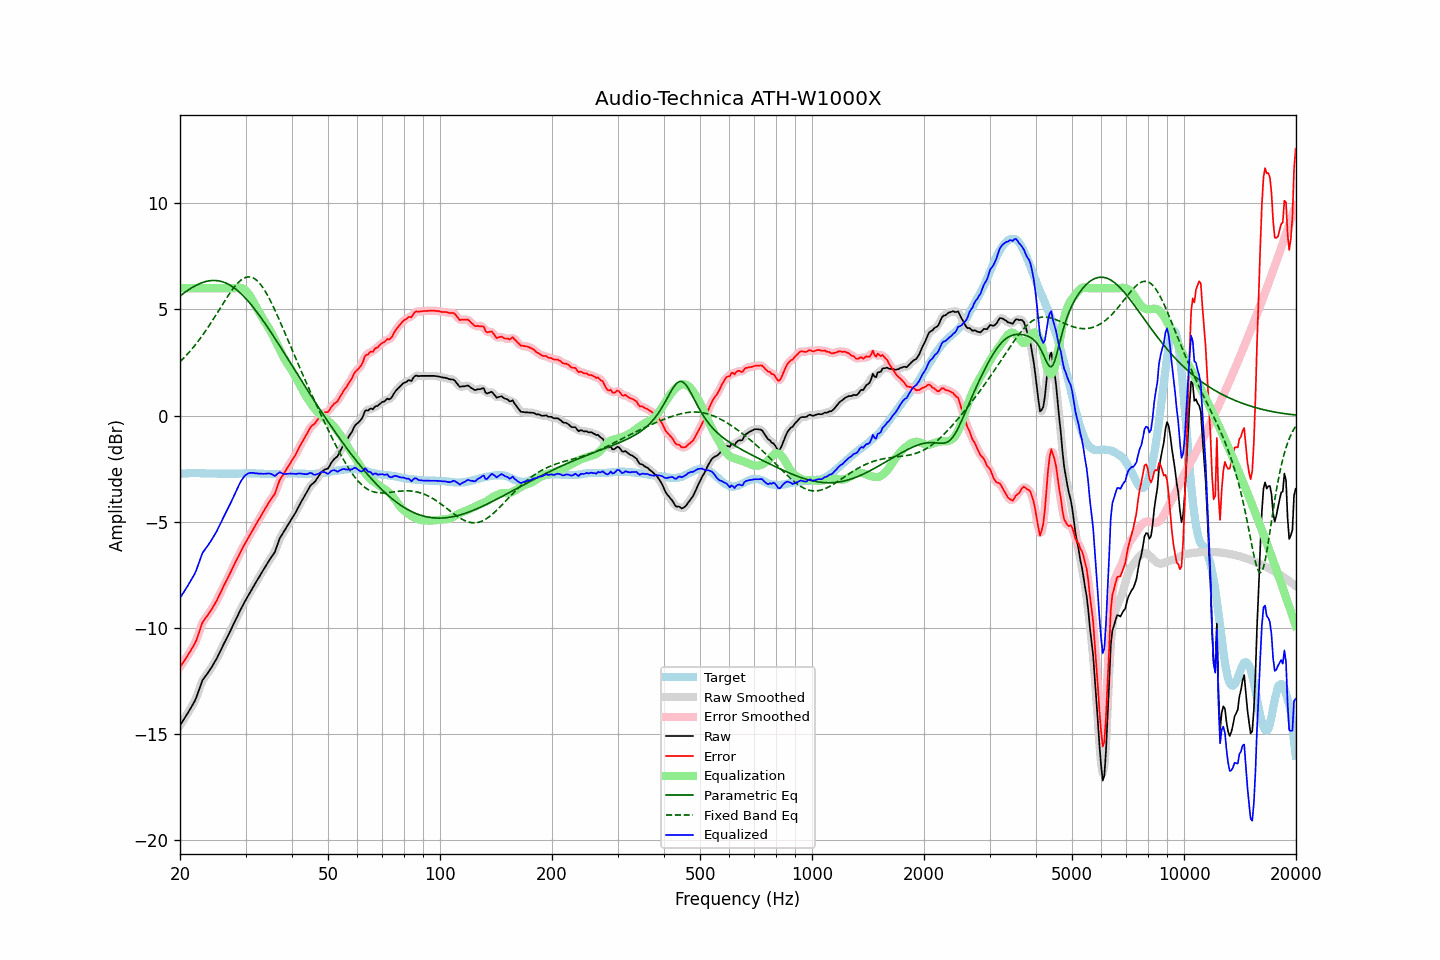 Audio-Technica ATH-W1000X
Amplitude (dBr)
10
5
0
−5
−10
−15
−20
Target
Raw Smoothed
Error Smoothed
Raw
Error
Equalization
Parametric Eq
Fixed Band Eq
Equalized
20 50 100 200 500 1000 2000 5000 10000 20000
Frequency (Hz)